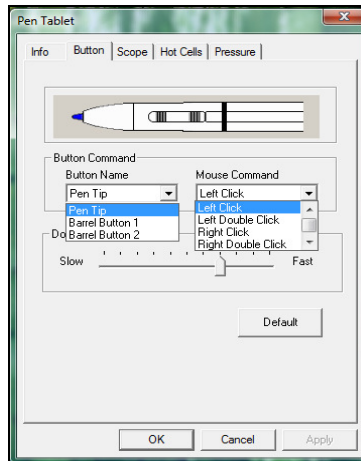 Pen Tablet
Info Button Scope Hot Cells Pressure
Button Command
Button Name Mouse Command
Pen Tip Left Click
Pen Tip Left Click
Barrel Button 1 Left Double Click
Barrel Button 2 Right Click
Right Double Click
Do
Slow Fast
Default
OK Cancel Apply